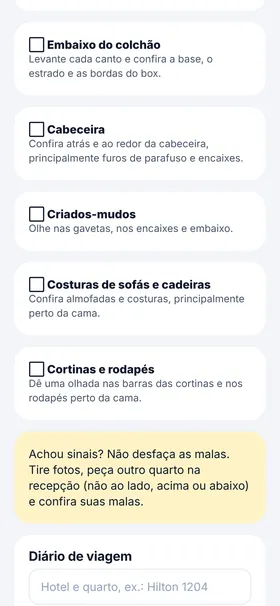 Embaixo do colchão
Levante cada canto e confira a base, o
estrado e as bordas do box.
Cabeceira
Confira atrás e ao redor da cabeceira,
principalmente furos de parafuso e encaixes.
Criados-mudos
Olhe nas gavetas, nos encaixes e embaixo.
Costuras de sofás e cadeiras
Confira almofadas e costuras, principalmente
perto da cama.
Cortinas e rodapés
Dê uma olhada nas barras das cortinas e nos
rodapés perto da cama.
Achou sinais? Não desfaça as malas.
Tire fotos, peça outro quarto na
recepção (não ao lado, acima ou abaixo)
e confira suas malas.
Diário de viagem
Hotel e quarto, ex.: Hilton 1204